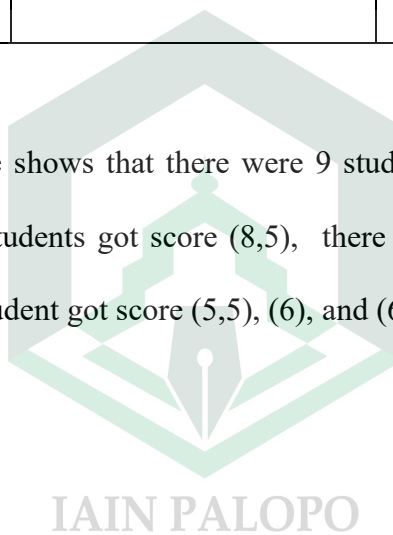 shows that there were 9 stud
tudents got score (8,5), there
udent got score (5,5), (6), and (6
IAIN PALOPO